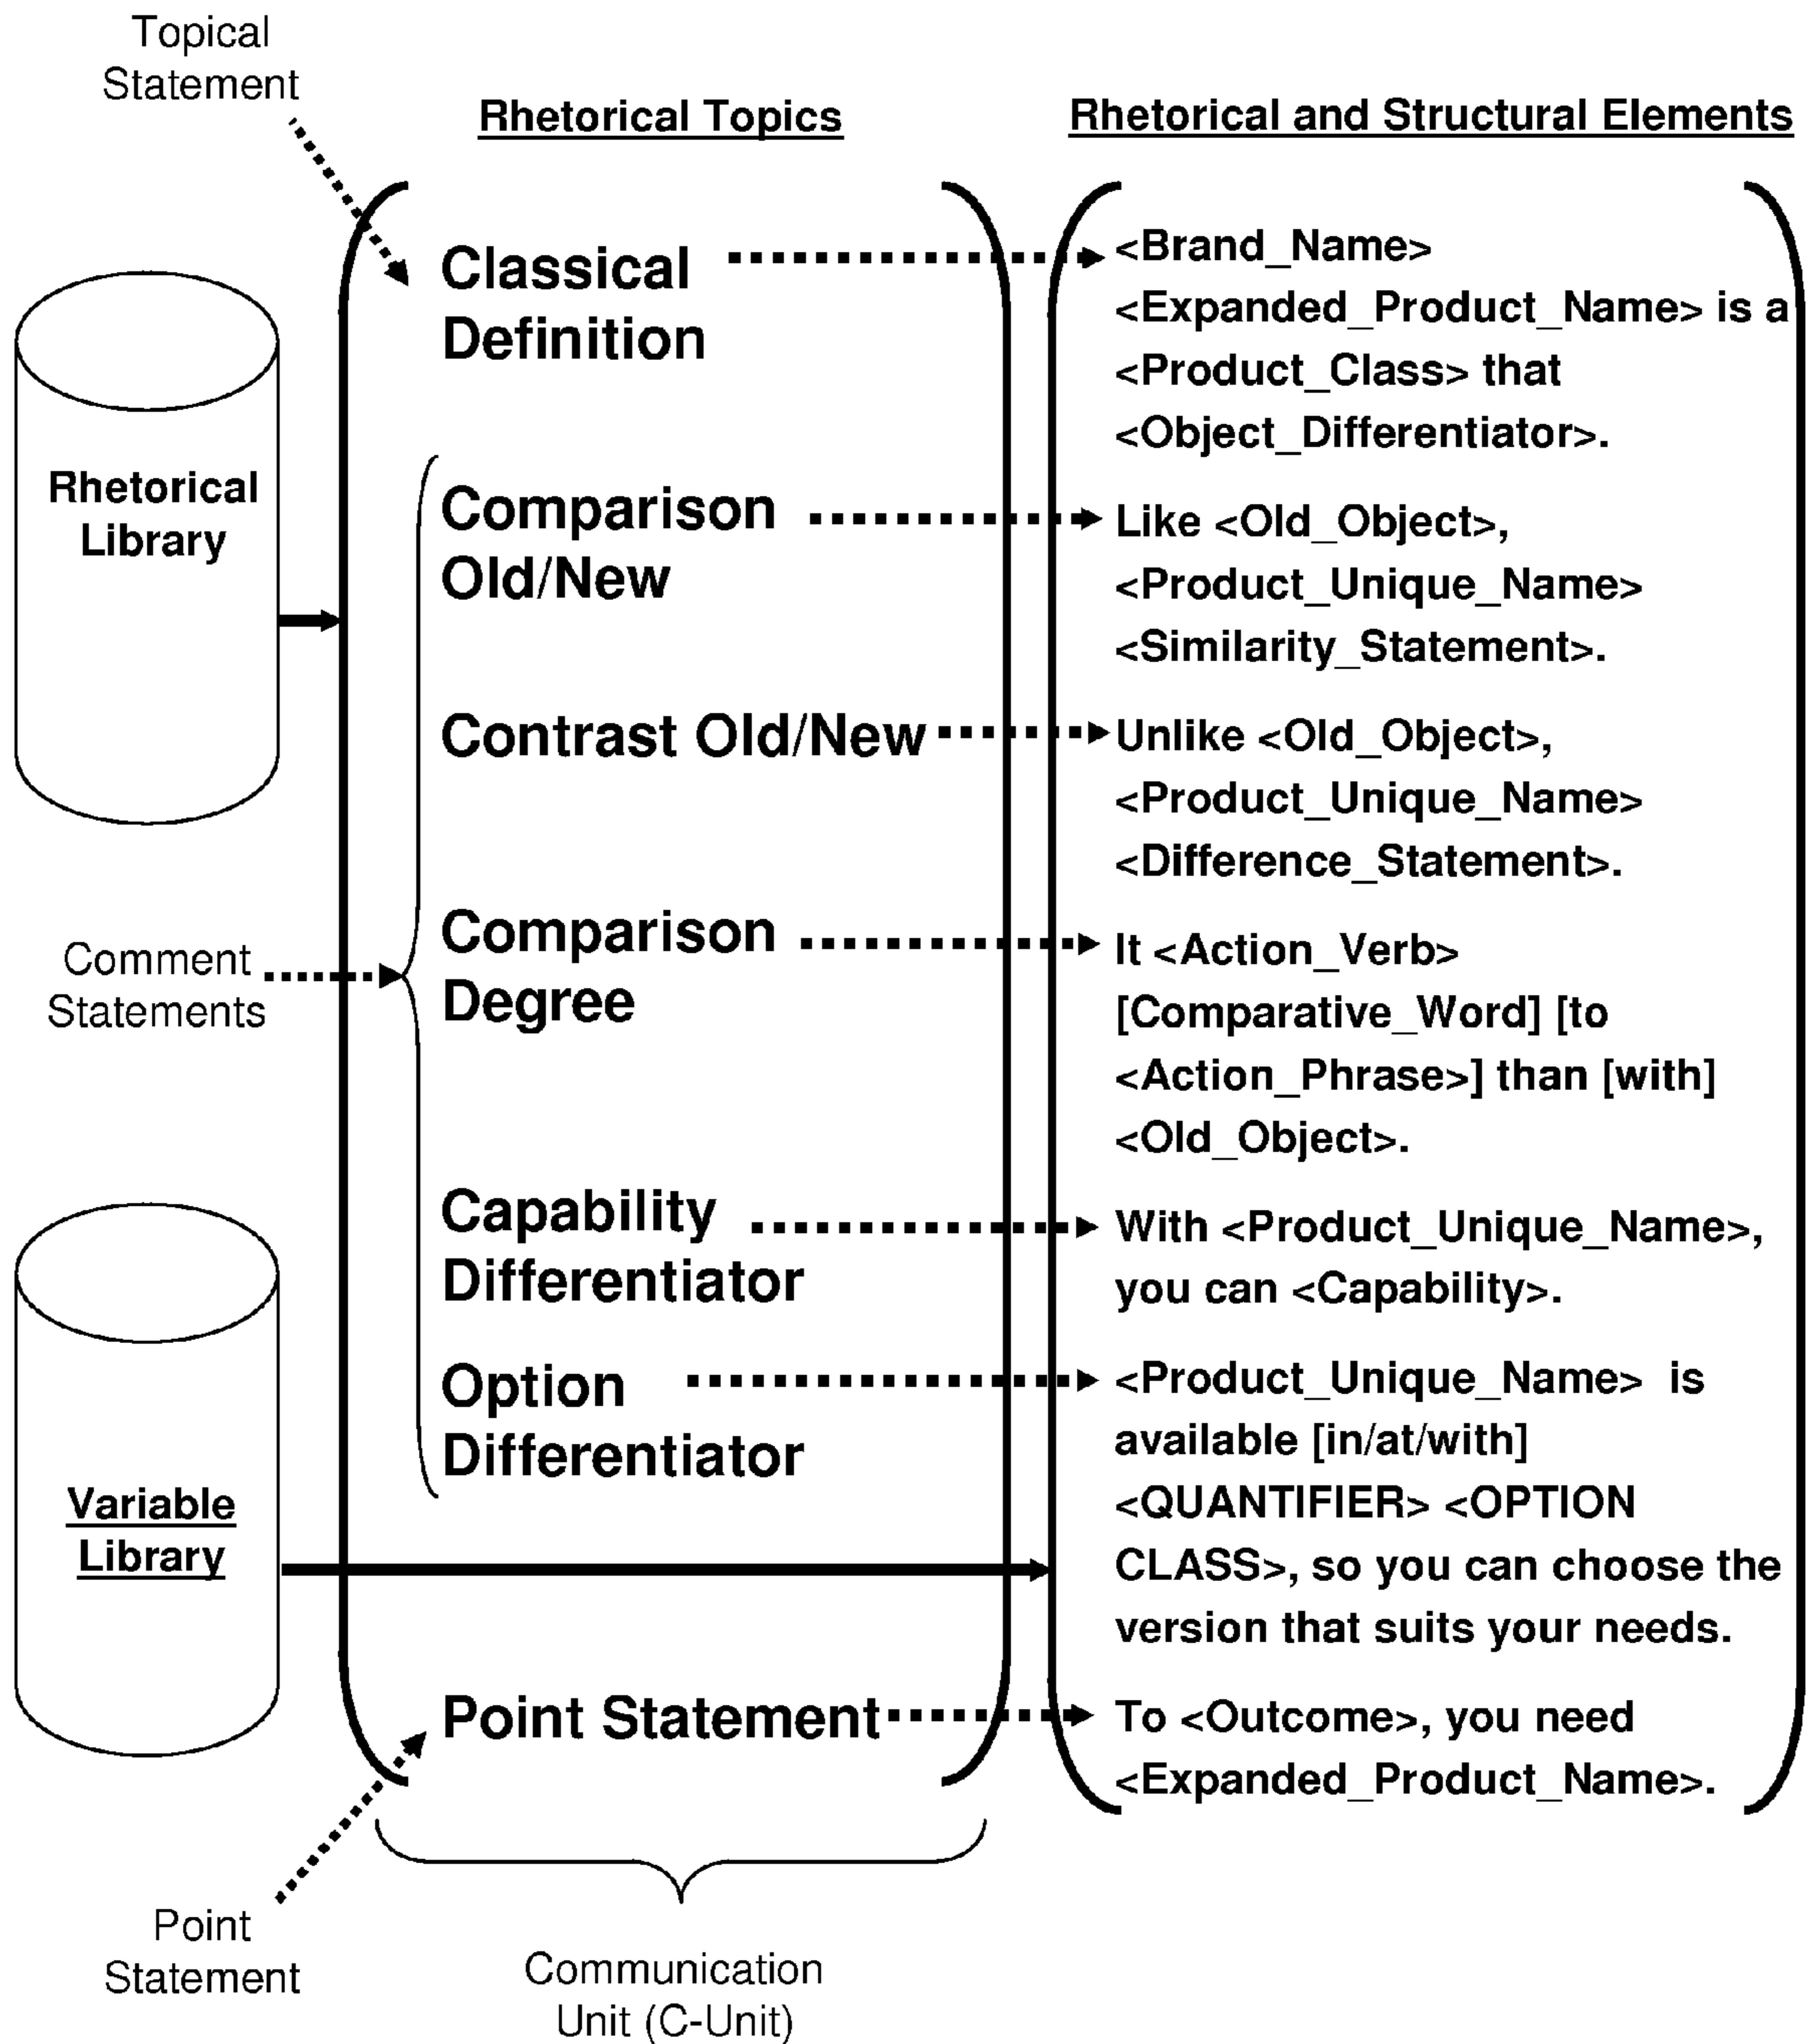 Topical
Statement
Rhetorical Topics
Rhetorical and Structural Elements
Rhetorical
Library
Comment
Statements
Variable
Library
Point
Statement
Classical
Definition
Comparison
Old/New
Contrast Old/New
Comparison
Degree
Capability
Differentiator
Option
Differentiator
Point Statement
Communication
Unit (C-Unit)
<Brand_Name>
<Expanded_Product_Name> is a
<Product_Class> that
<Object_Differentiator>.
Like <Old_Object>,
<Product_Unique_Name>
<Similarity_Statement>.
Unlike <Old_Object>,
<Product_Unique_Name>
<Difference_Statement>.
It <Action_Verb>
[Comparative_Word] [to
<Action_Phrase>] than [with]
<Old_Object>.
With <Product_Unique_Name>,
you can <Capability>.
<Product_Unique_Name> is
available [in/at/with]
<QUANTIFIER> <OPTION
CLASS>, so you can choose the
version that suits your needs.
To <Outcome>, you need
<Expanded_Product_Name>.